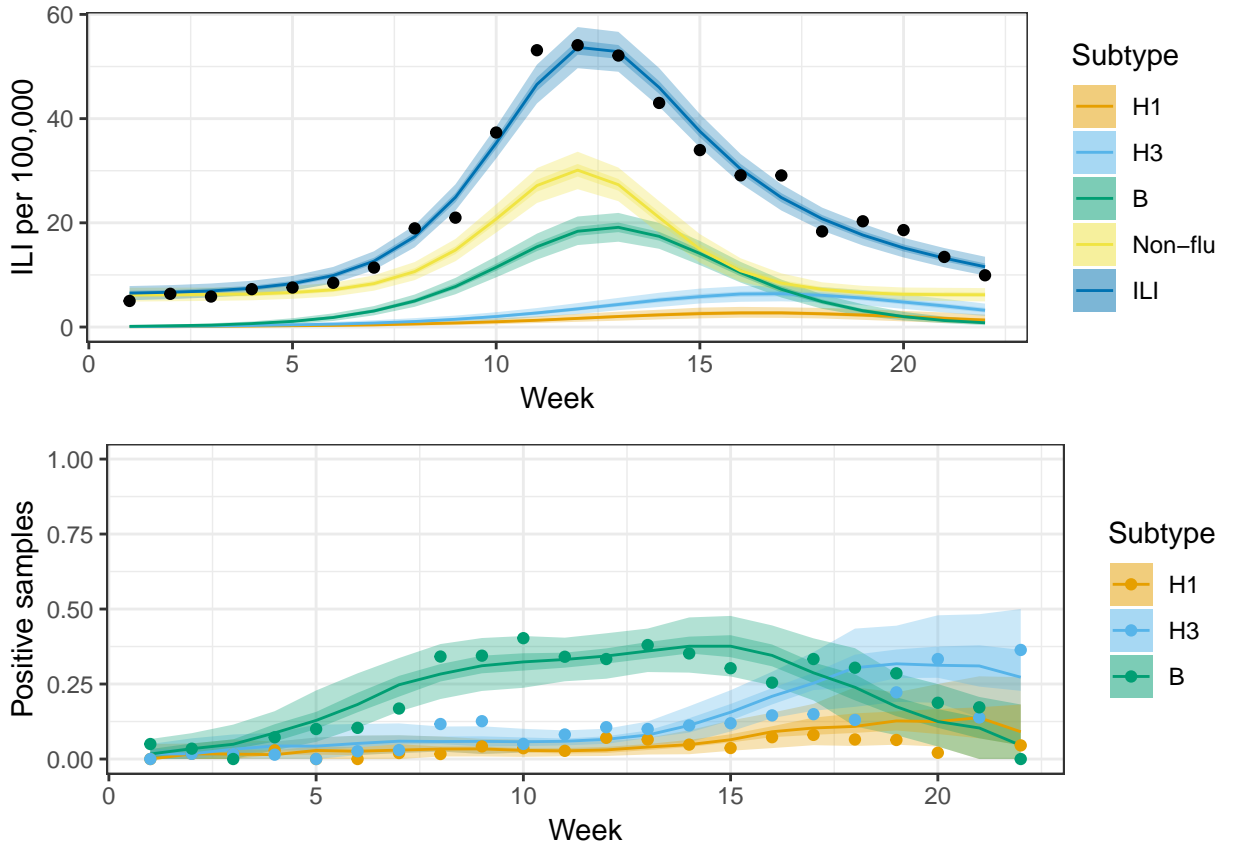 ILI per 100,000
60
40
20
0
0 5 10 15 20
Week
Subtype
H1
H3
B
Non−flu
ILI
Positive samples
1.00
0.75
0.50
0.25
0.00
0 5 10 15 20
Week
Subtype
H1
H3
B